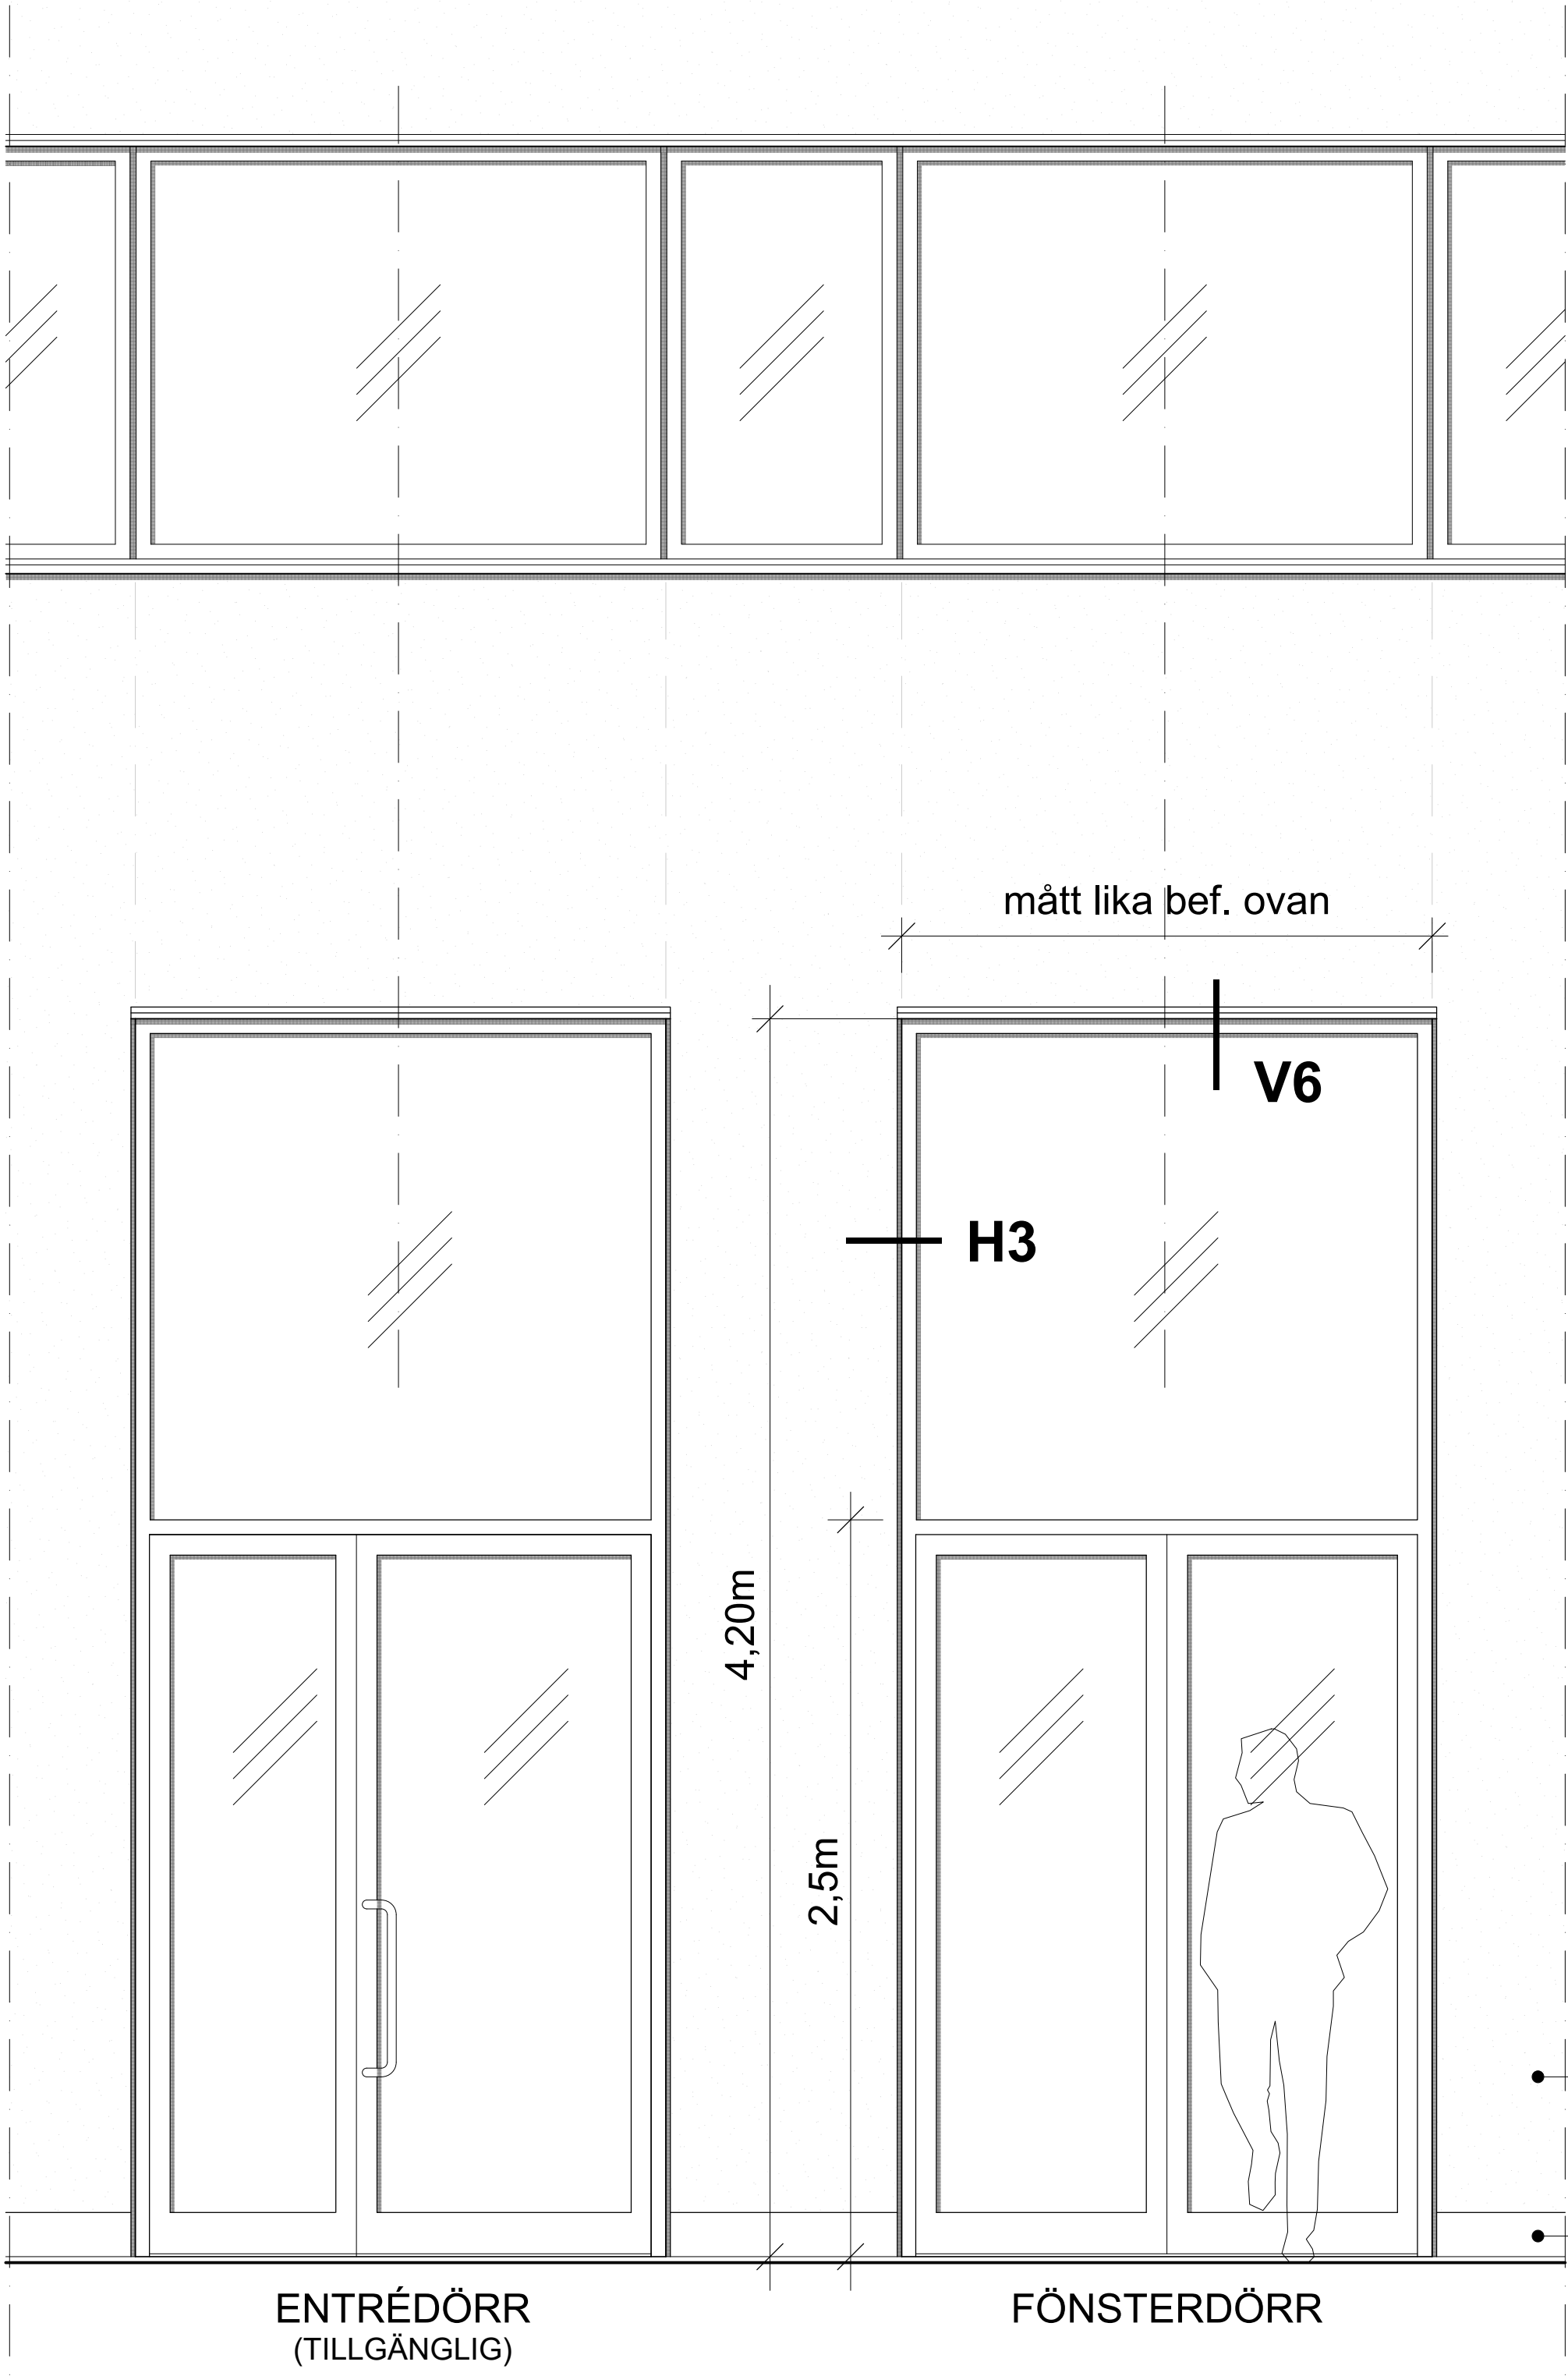 mått lika bef. ovan
V6
H3
4,20m
2,5m
ENTRÉDÖRR
(TILLGÄNGLIG)
FÖNSTERDÖRR